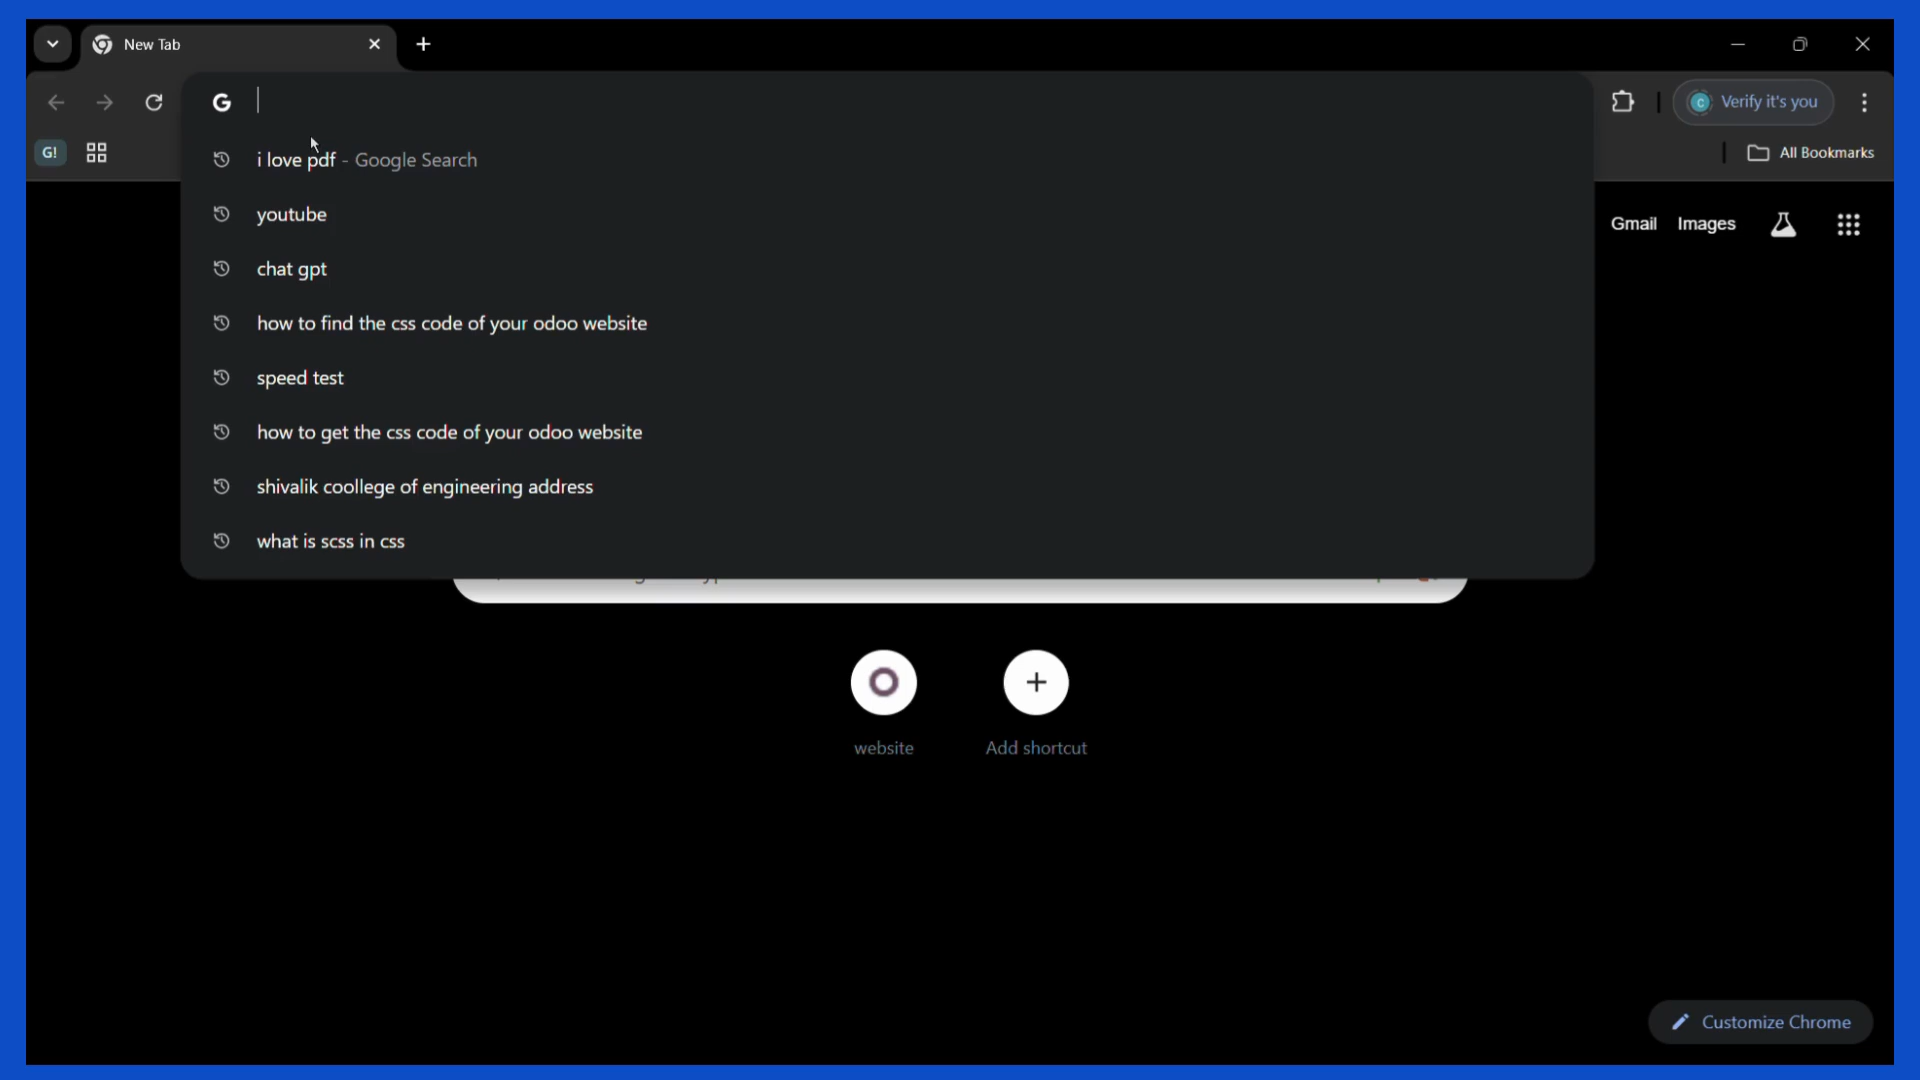 New Tab
G
Verify it's you
G!
All Bookmarks
i love pdf - Google Search
youtube
Gmail Images
chat gpt
how to find the css code of your odoo website
speed test
how to get the css code of your odoo website
shivalik coollege of engineering address
what is scss in css
website
Add shortcut
Customize Chrome